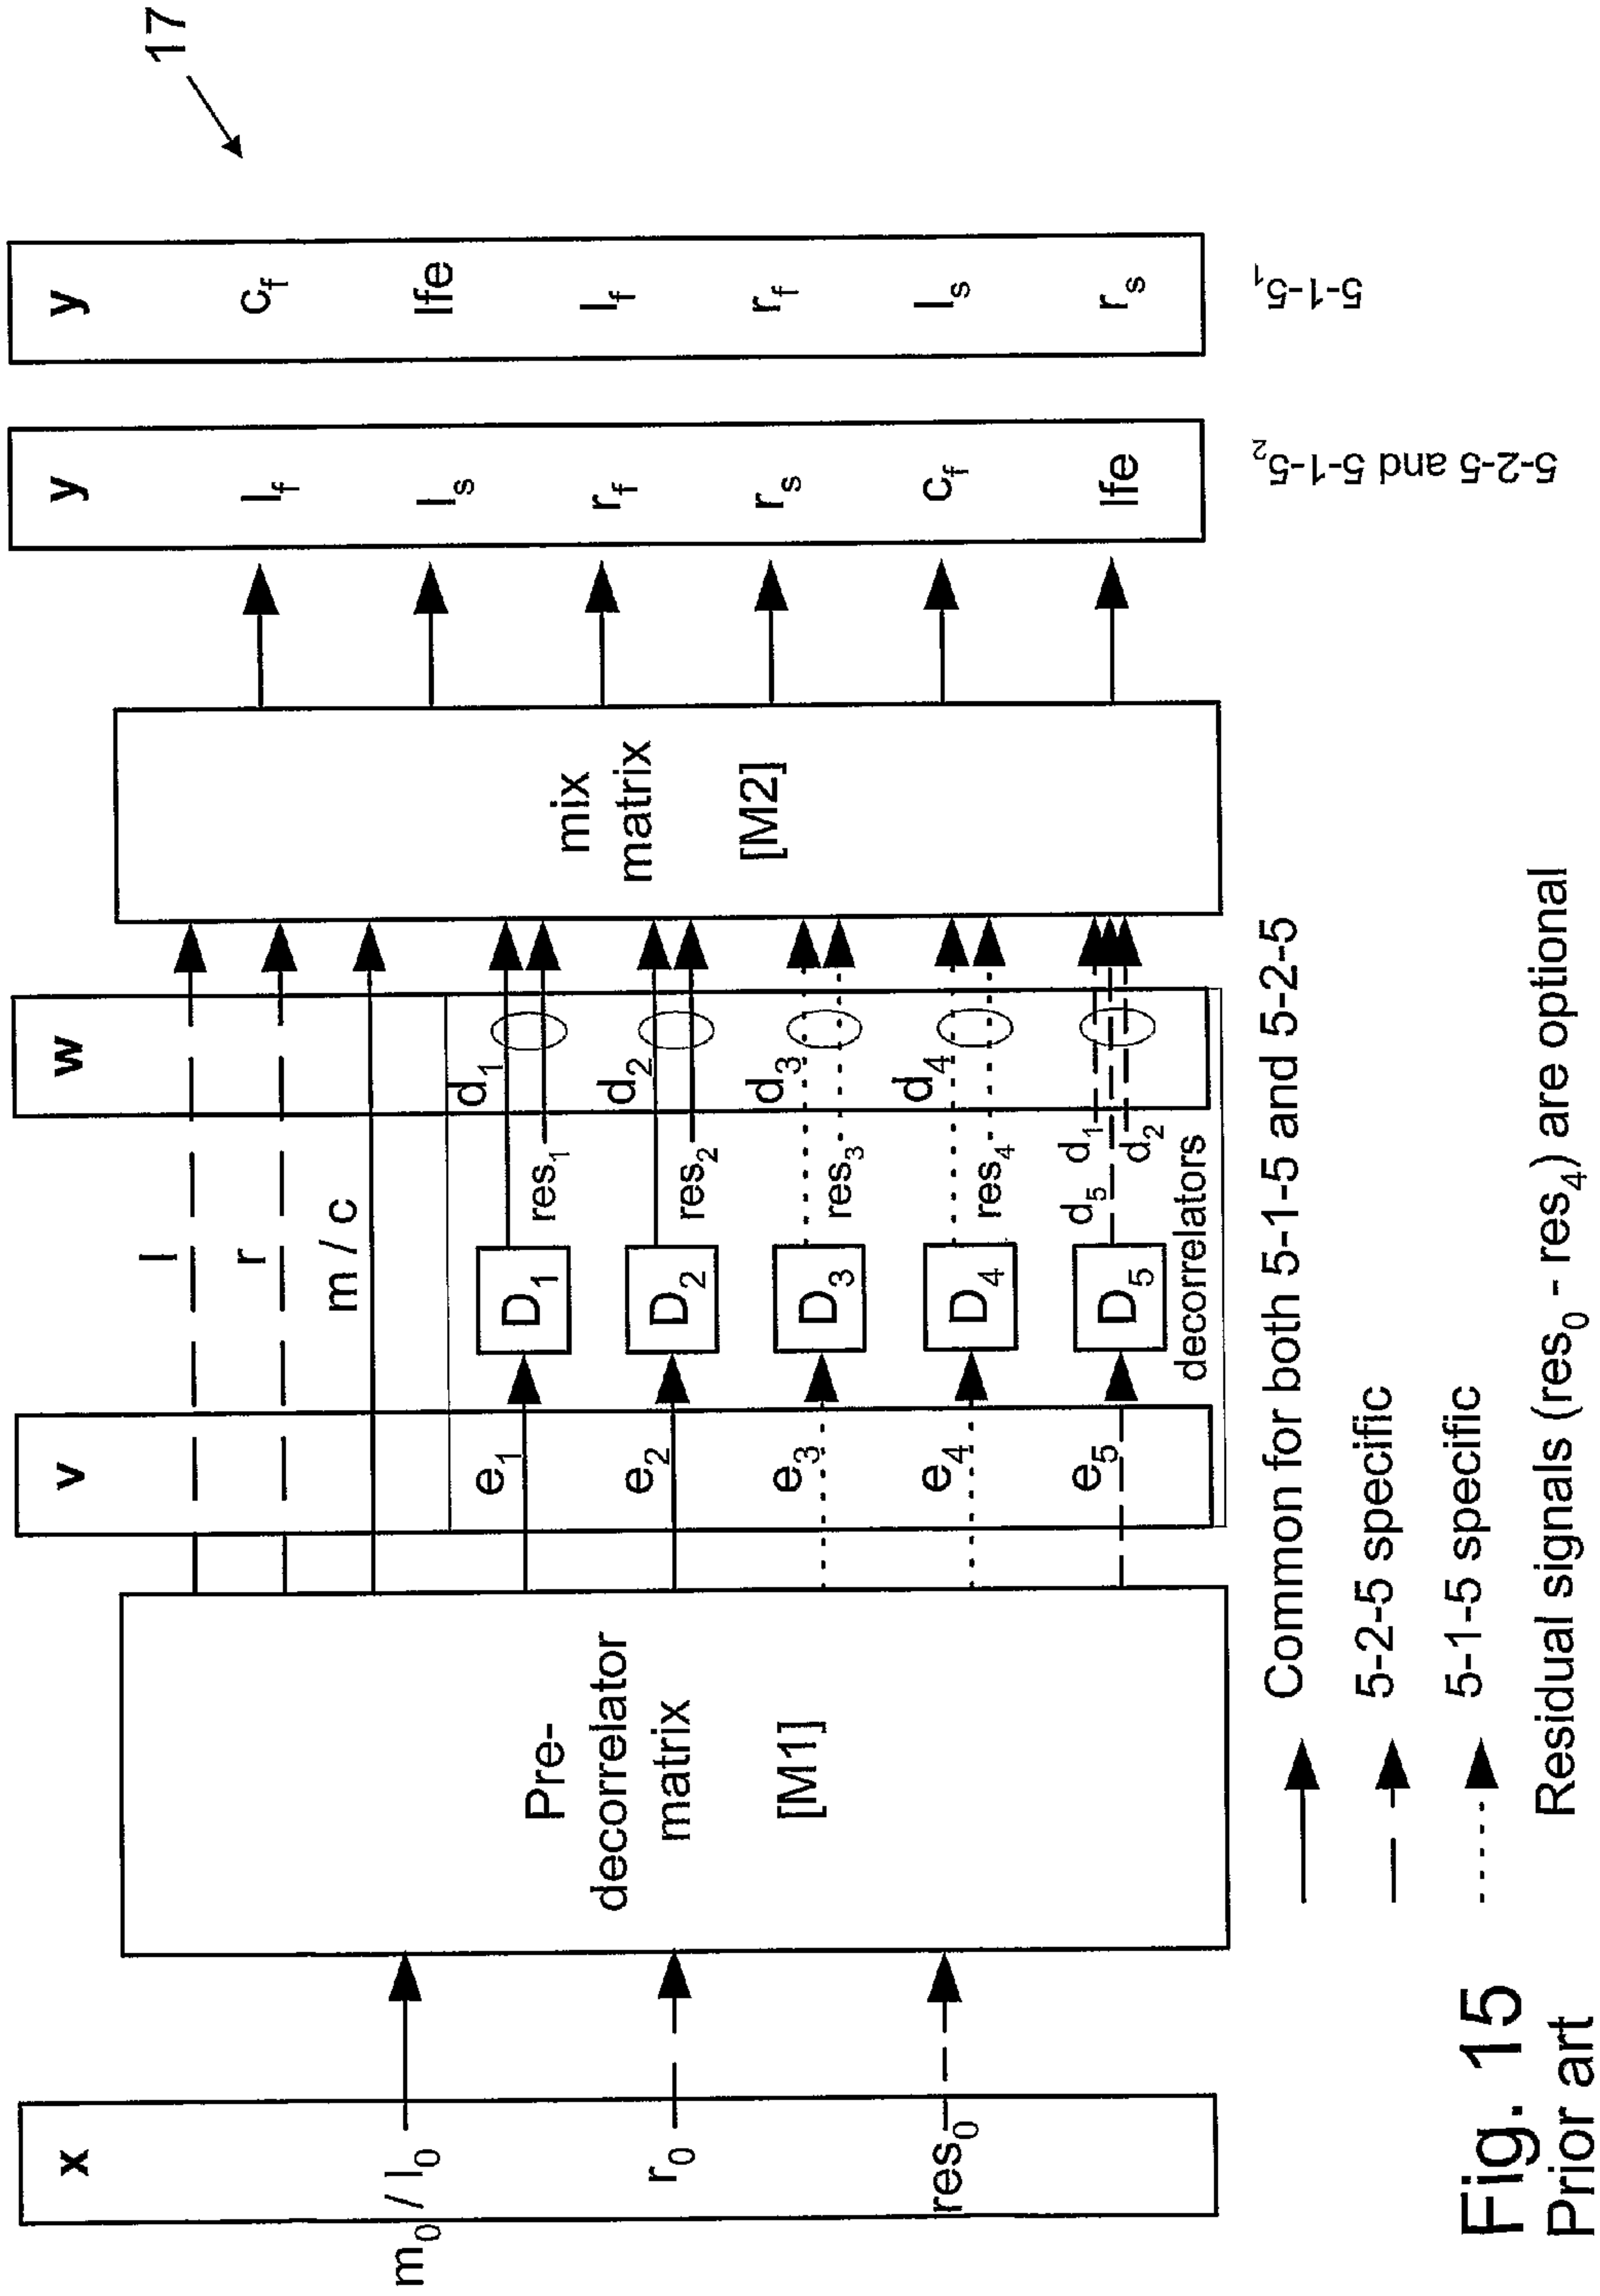 17
x
m0 / l0
r0
res0
Pre-
decorrelator
matrix
[M1]
v
l
r
m / c
e1
e2
e3
e4
e5
D1
D2
D3
D4
D5
decorrelators
w
d1
res1
d2
res2
d3
res3
d4
res4
d5
d1
d2
mix
matrix
[M2]
y
lf
ls
rf
rs
cf
lfe
5-2-5 and 5-1-52
y
cf
lfe
lf
rf
ls
rs
5-1-51
Common for both 5-1-5 and 5-2-5
5-2-5 specific
5-1-5 specific
Residual signals (res0 - res4) are optional
Fig. 15
Prior art